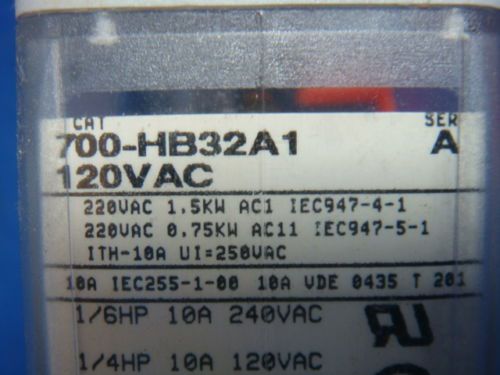 CAT SER
700-HB32A1 A
120VAC
220VAC 1.5KW AC1 IEC947-4-1
220VAC 0.75KW AC11 IEC947-5-1
ITH-10A UI=250VAC
10A IEC255-1-00 10A VDE 0435 T 201
1/6HP 10A 240VAC
1/4HP 10A 120VAC